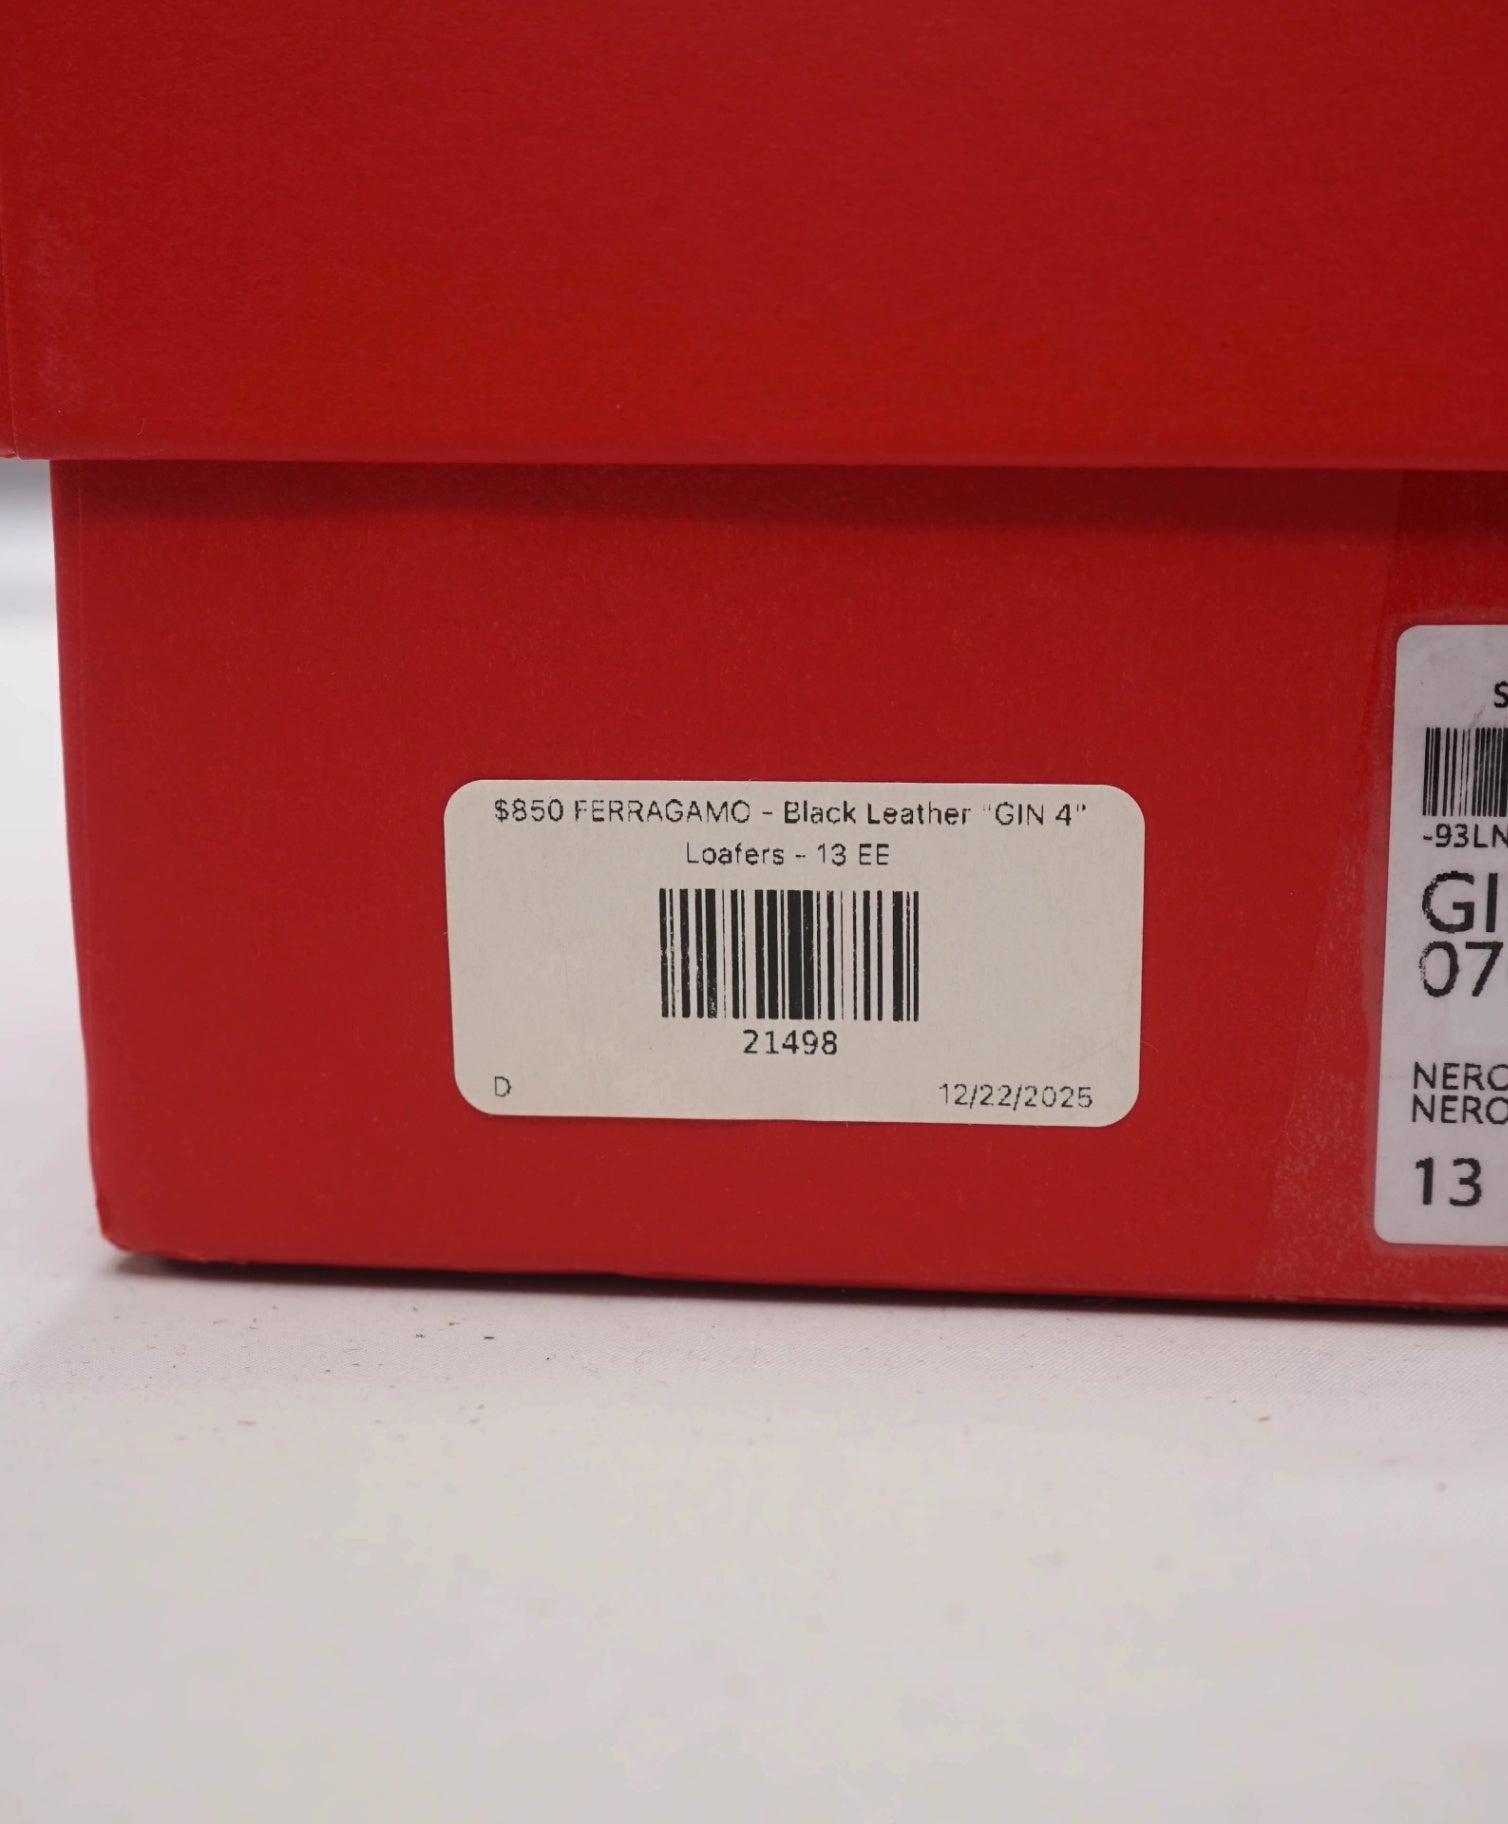 $850 FERRAGAMO - Black Leather "GIN 4"
Loafers - 13 EE
21498
D
12/22/2025
S
-93LN
GI
07
NERO
NERO
13